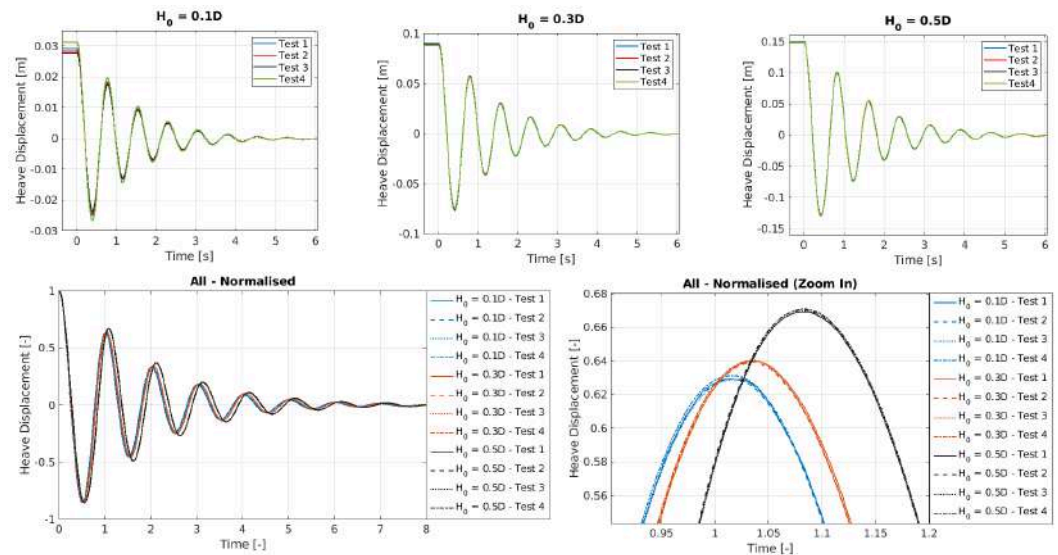 H0 = 0.1D
Heave Displacement [m]
0.03
0.02
0.01
0
-0.01
-0.02
-0.03
Test 1
Test 2
Test 3
Test4
0 1 2 3 4 5 6
Time [s]
H0 = 0.3D
Heave Displacement [m]
0.1
0.05
0
-0.05
-0.1
Test 1
Test 2
Test 3
Test4
0 1 2 3 4 5 6
Time [s]
H0 = 0.5D
Heave Displacement [m]
0.15
0.10
0.05
0
-0.05
-0.10
-0.15
Test 1
Test 2
Test 3
Test4
0 1 2 3 4 5 6
Time [s]
All - Normalised
Heave Displacement [-]
1
0.5
0
-0.5
-1
0 1 2 3 4 5 6 7 8
Time [-]
H0 = 0.1D - Test 1
H0 = 0.1D - Test 2
H0 = 0.1D - Test 3
H0 = 0.1D - Test 4
H0 = 0.3D - Test 1
H0 = 0.3D - Test 2
H0 = 0.3D - Test 3
H0 = 0.3D - Test 4
H0 = 0.5D - Test 1
H0 = 0.5D - Test 2
H0 = 0.5D - Test 3
H0 = 0.5D - Test 4
All - Normalised (Zoom In)
Heave Displacement [-]
0.68
0.66
0.64
0.62
0.6
0.58
0.56
0.95 1 1.05 1.1 1.15 1.2
Time [-]
H0 = 0.1D - Test 1
H0 = 0.1D - Test 2
H0 = 0.1D - Test 3
H0 = 0.1D - Test 4
H0 = 0.3D - Test 1
H0 = 0.3D - Test 2
H0 = 0.3D - Test 3
H0 = 0.3D - Test 4
H0 = 0.5D - Test 1
H0 = 0.5D - Test 2
H0 = 0.5D - Test 3
H0 = 0.5D - Test 4